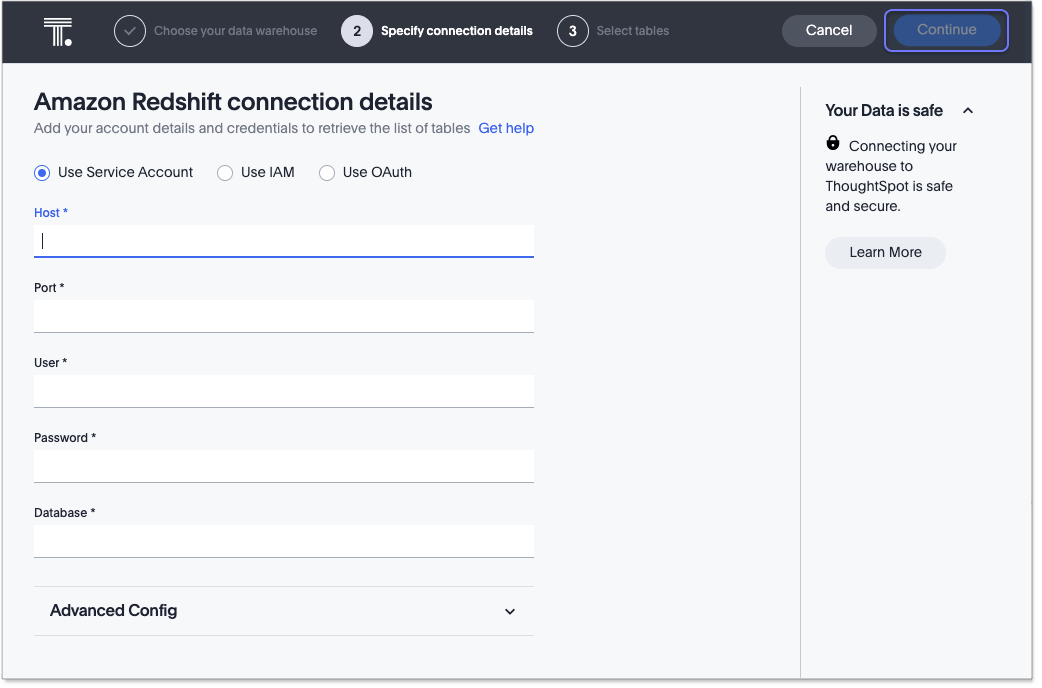 Choose your data warehouse
2 Specify connection details
3 Select tables
Cancel
Continue
Amazon Redshift connection details
Add your account details and credentials to retrieve the list of tables Get help
Use Service Account
Use IAM
Use OAuth
Host *
Port *
User *
Password *
Database *
Advanced Config
Your Data is safe
Connecting your
warehouse to
ThoughtSpot is safe
and secure.
Learn More